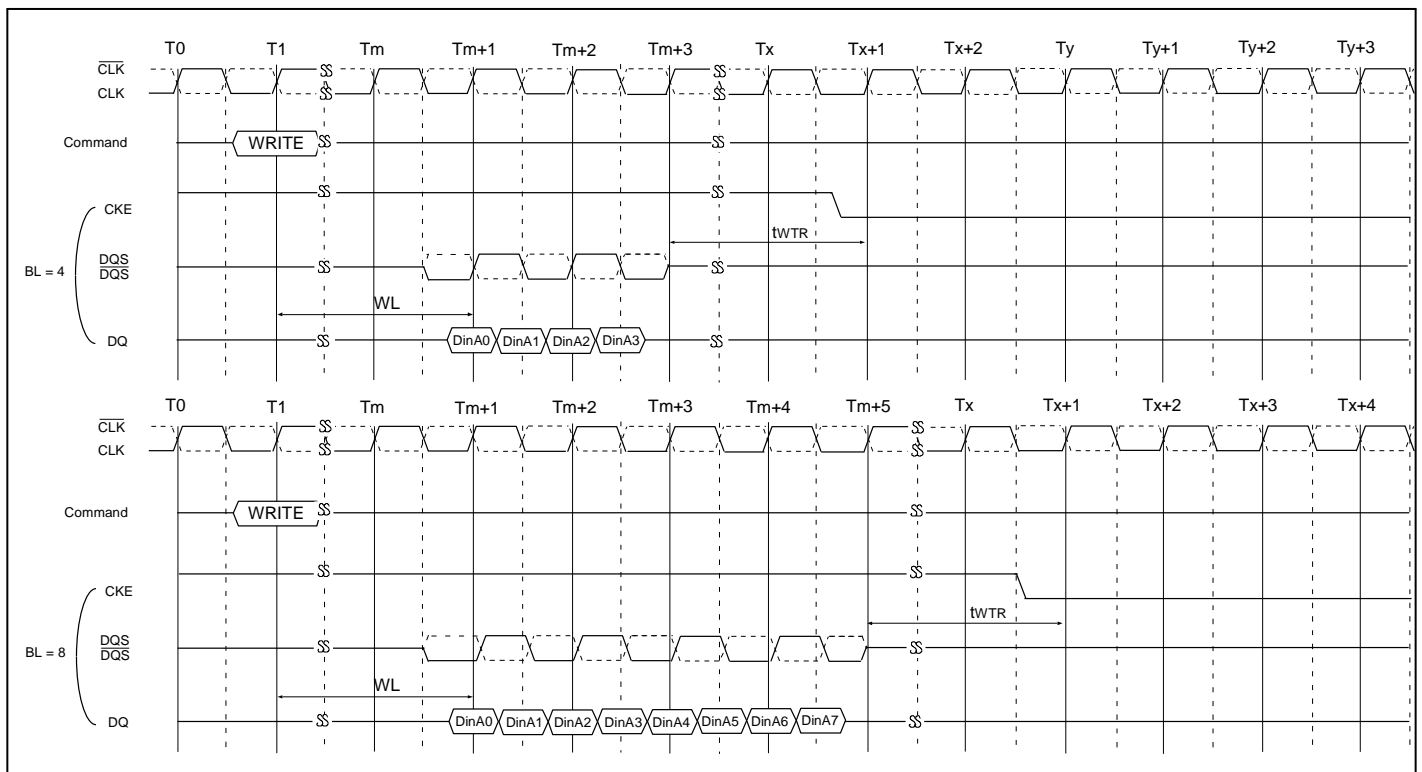 T0 T1 Tm Tm+1 Tm+2 Tm+3 Tx Tx+1 Tx+2 Ty Ty+1 Ty+2 Ty+3
CLK
CLK
Command WRITE
CKE
tWTR
BL = 4
DQS
DQS
WL
DQ DinA0 DinA1 DinA2 DinA3
T0 T1 Tm Tm+1 Tm+2 Tm+3 Tm+4 Tm+5 Tx Tx+1 Tx+2 Tx+3 Tx+4
CLK
CLK
Command WRITE
CKE
tWTR
BL = 8
DQS
DQS
WL
DQ DinA0 DinA1 DinA2 DinA3 DinA4 DinA5 DinA6 DinA7